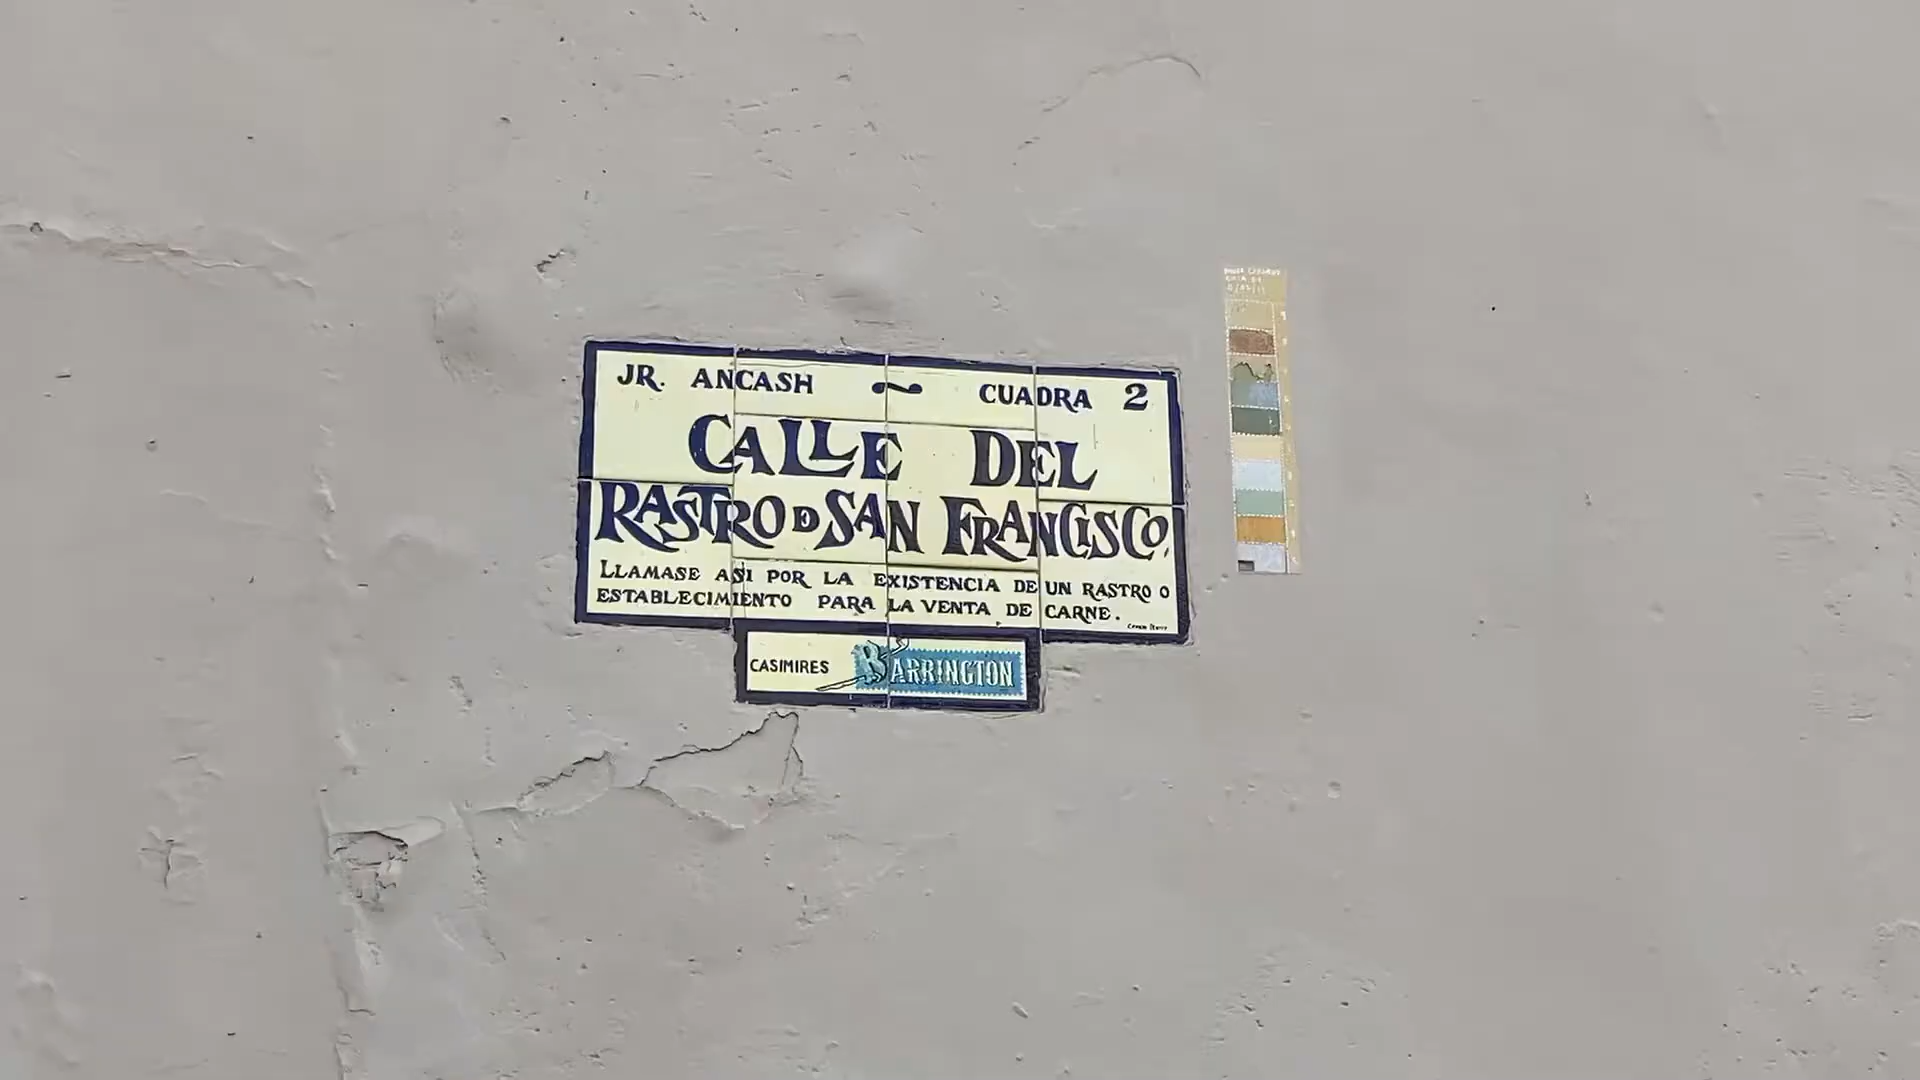 JR. ANCASH ~ CUADRA 2
CALLE DEL
RASTRO D SAN FRANCISCO.
LLAMASE ASI POR LA EXISTENCIA DE UN RASTRO O
ESTABLECIMIENTO PARA LA VENTA DE CARNE.
CASIMIRES BARRINGTON